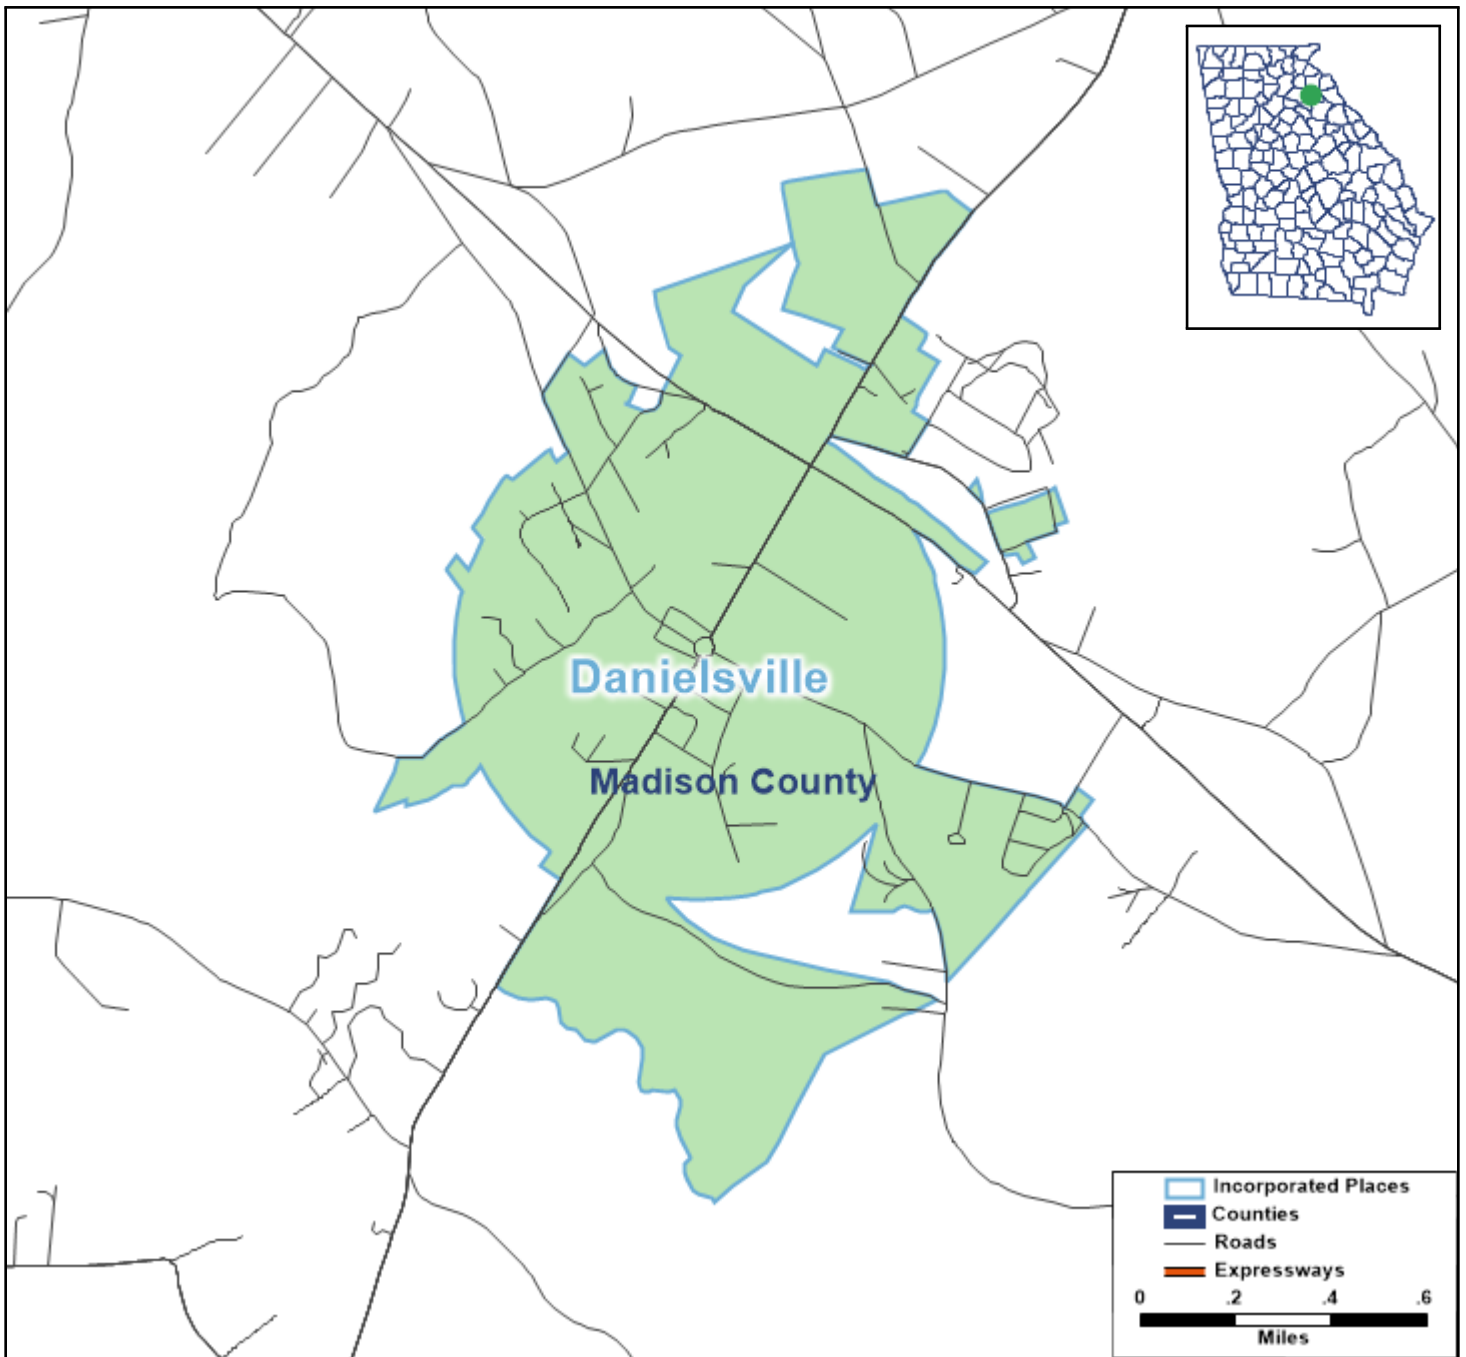 Danielsville
Madison County
Incorporated Places
Counties
Roads
Expressways
0 .2 .4 .6
Miles